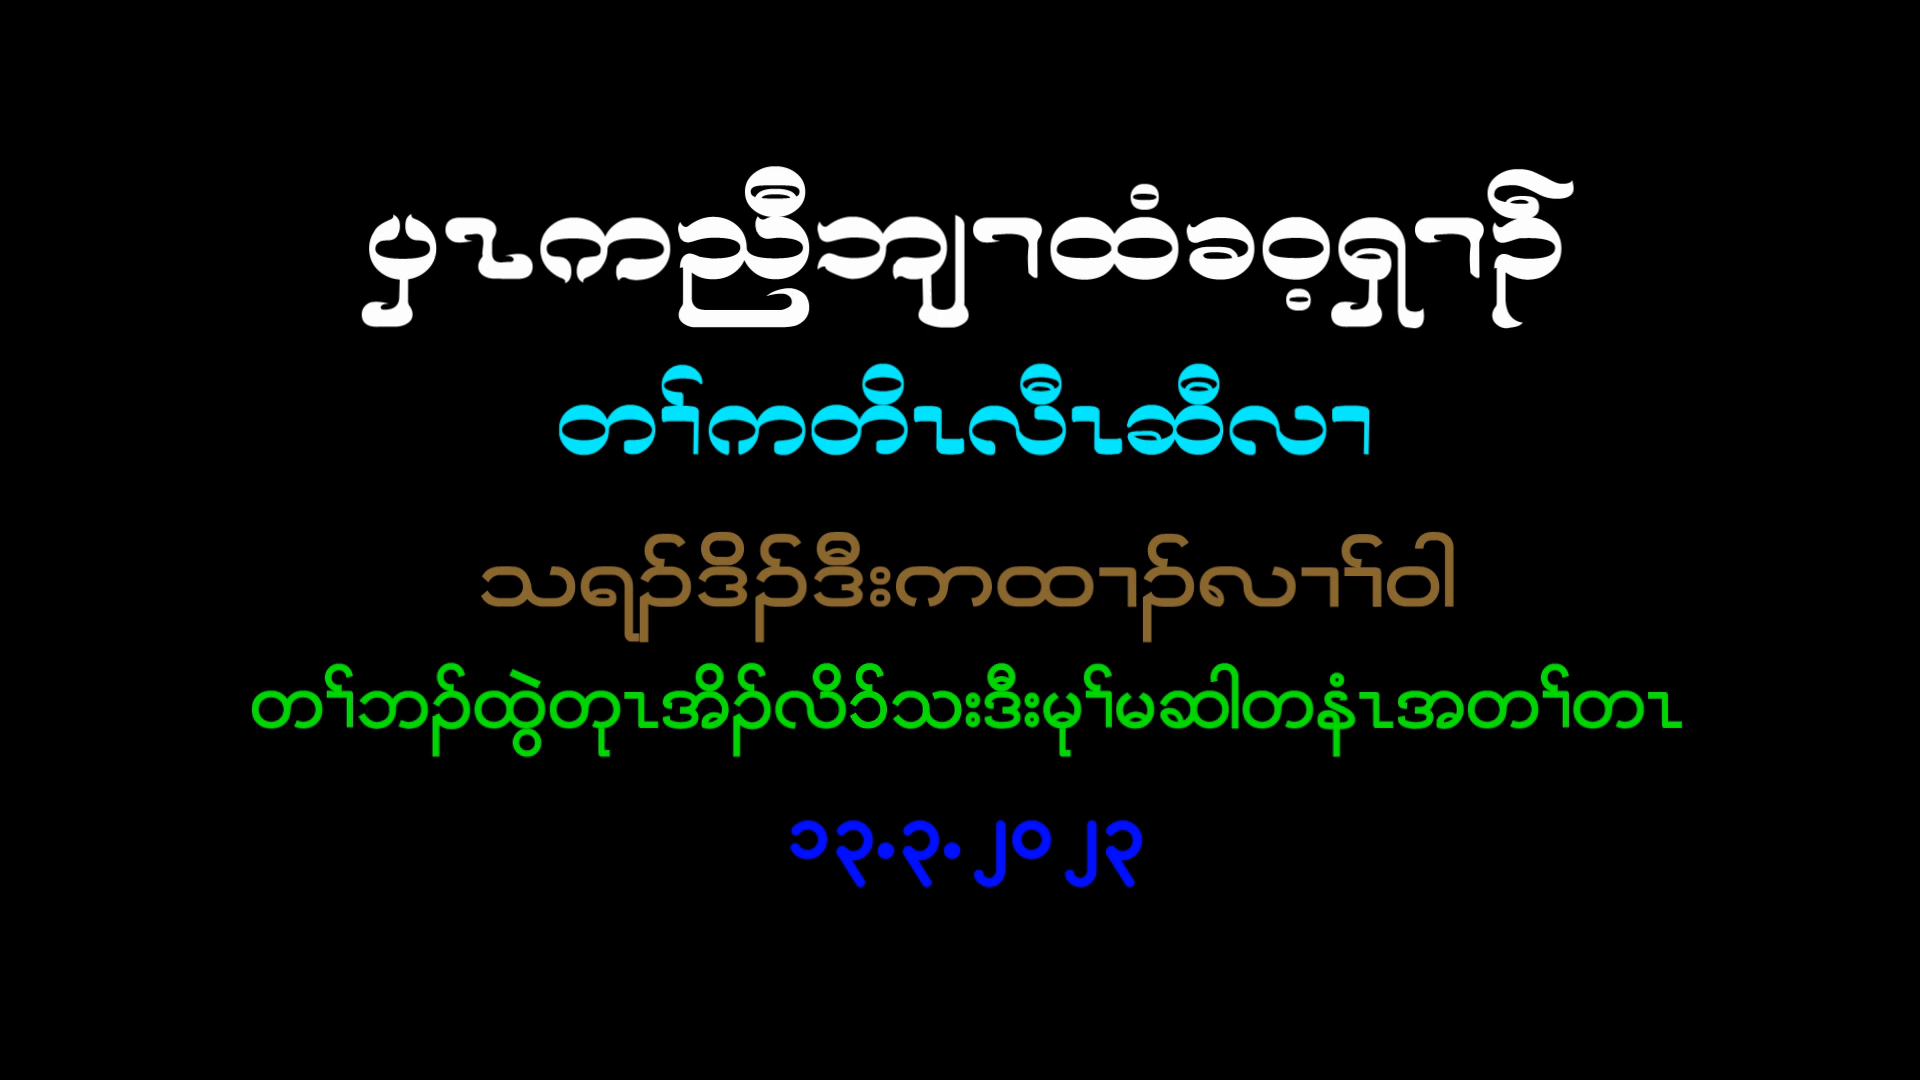 ပှၤကညီဘျၢထံခဝ့ရှၢၣ်
တၢ်ကတိၤလီၤဆီလၢ
သရၣ်ဒိၣ်ဒီးကထၢၣ်လၢၢ်ဝါ
တၢ်ဘၣ်ထွဲတုၤအိၣ်လိာ်သးဒီးမုၢ်မဆါတနံၤအတၢ်တၤ
၁၃.၃.၂၀၂၃